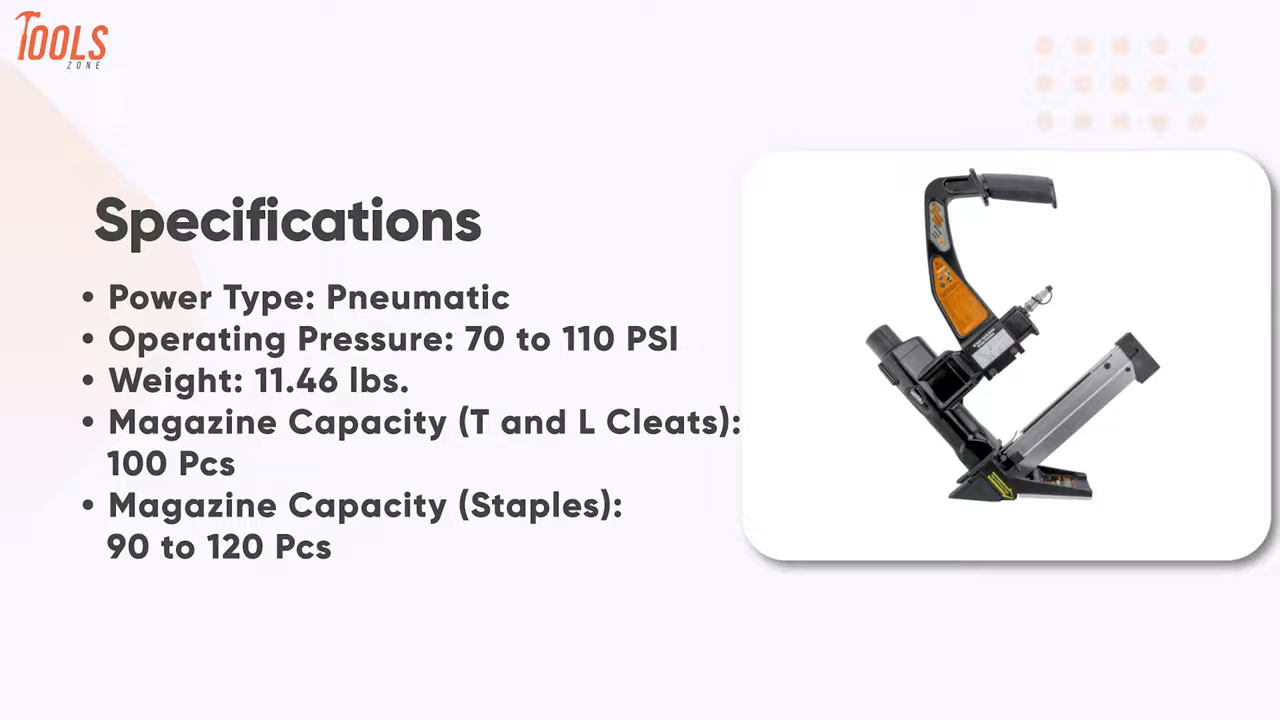 TOOLS
ZONE
Specifications
• Power Type: Pneumatic
• Operating Pressure: 70 to 110 PSI
• Weight: 11.46 lbs.
• Magazine Capacity (T and L Cleats):
100 Pcs
• Magazine Capacity (Staples):
90 to 120 Pcs